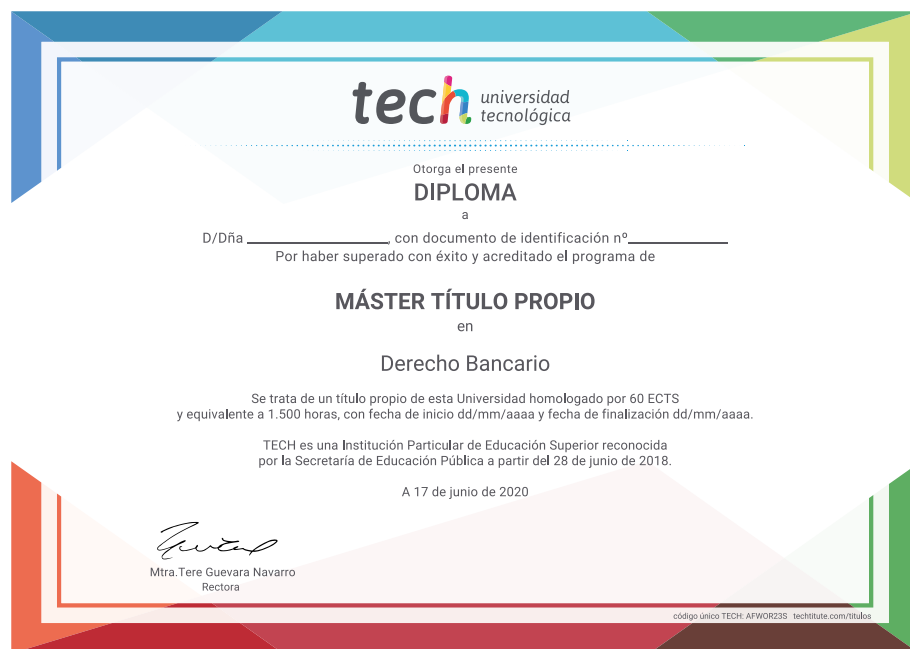 tech universidad
tecnológica
Otorga el presente
DIPLOMA
a
D/Dña ______________, con documento de identificación nº__________
Por haber superado con éxito y acreditado el programa de
MÁSTER TÍTULO PROPIO
en
Derecho Bancario
Se trata de un título propio de esta Universidad homologado por 60 ECTS
y equivalente a 1.500 horas, con fecha de inicio dd/mm/aaaa y fecha de finalización dd/mm/aaaa.
TECH es una Institución Particular de Educación Superior reconocida
por la Secretaría de Educación Pública a partir del 28 de junio de 2018.
A 17 de junio de 2020
Mtra.Tere Guevara Navarro
Rectora
código único TECH: AFWOR23S techtitute.com/titulos